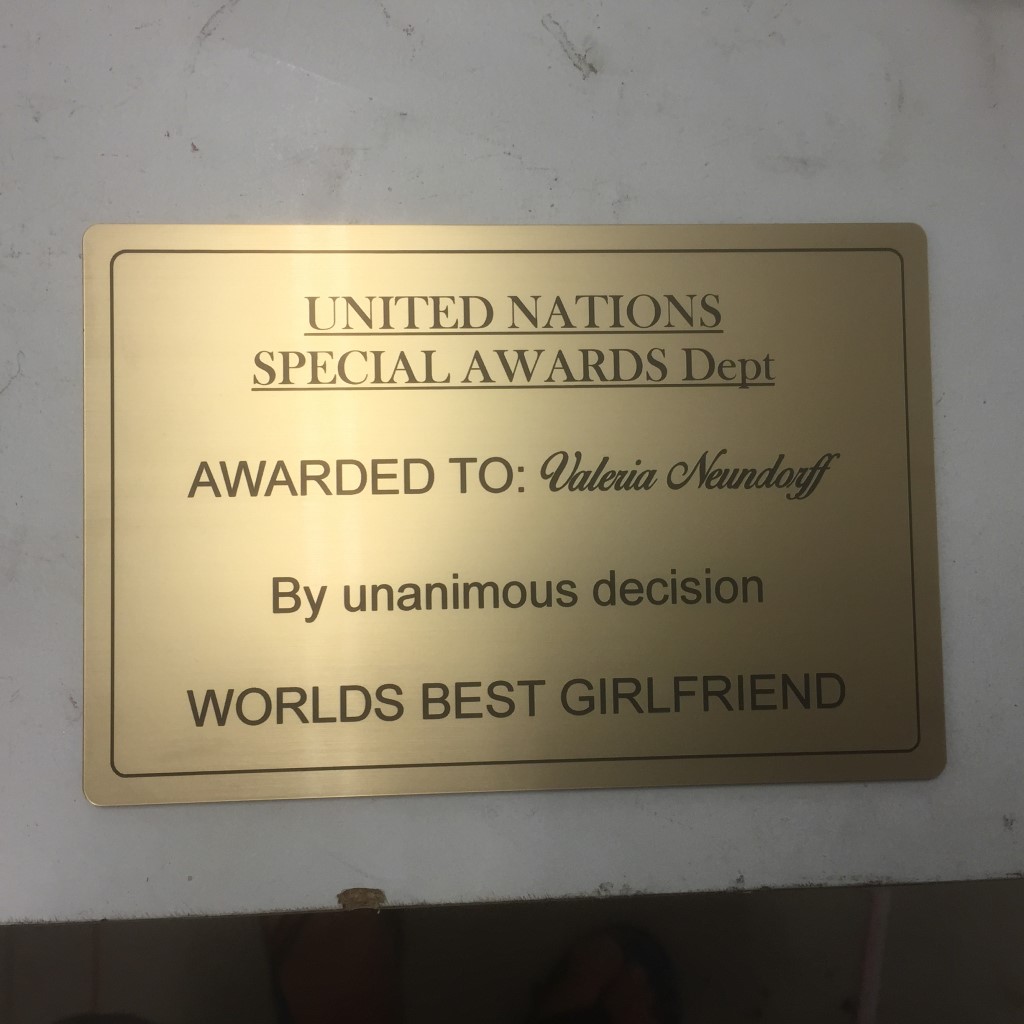 UNITED NATIONS
SPECIAL AWARDS Dept
AWARDED TO: Valeria Neundorff
By unanimous decision
WORLDS BEST GIRLFRIEND